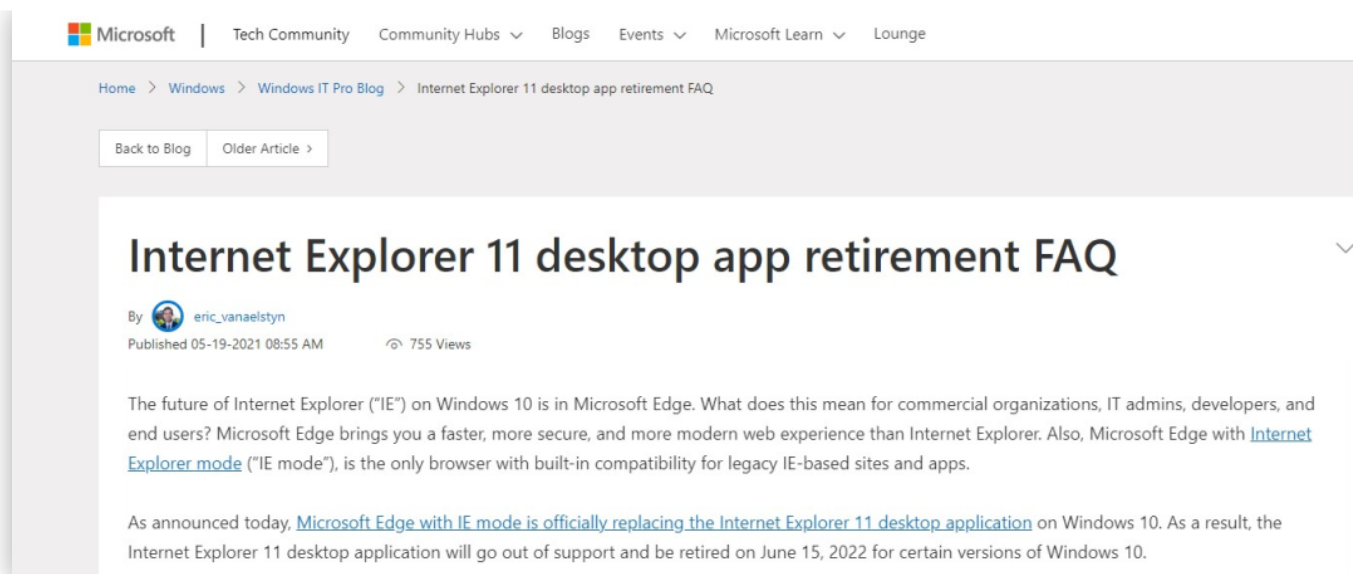 Microsoft | Tech Community Community Hubs Blogs Events Microsoft Learn Lounge
Home > Windows > Windows IT Pro Blog > Internet Explorer 11 desktop app retirement FAQ
Back to Blog Older Article >
Internet Explorer 11 desktop app retirement FAQ
By eric_vanaelstyn
Published 05-19-2021 08:55 AM 755 Views
The future of Internet Explorer ("IE") on Windows 10 is in Microsoft Edge. What does this mean for commercial organizations, IT admins, developers, and
end users? Microsoft Edge brings you a faster, more secure, and more modern web experience than Internet Explorer. Also, Microsoft Edge with Internet
Explorer mode ("IE mode"), is the only browser with built-in compatibility for legacy IE-based sites and apps.
As announced today, Microsoft Edge with IE mode is officially replacing the Internet Explorer 11 desktop application on Windows 10. As a result, the
Internet Explorer 11 desktop application will go out of support and be retired on June 15, 2022 for certain versions of Windows 10.